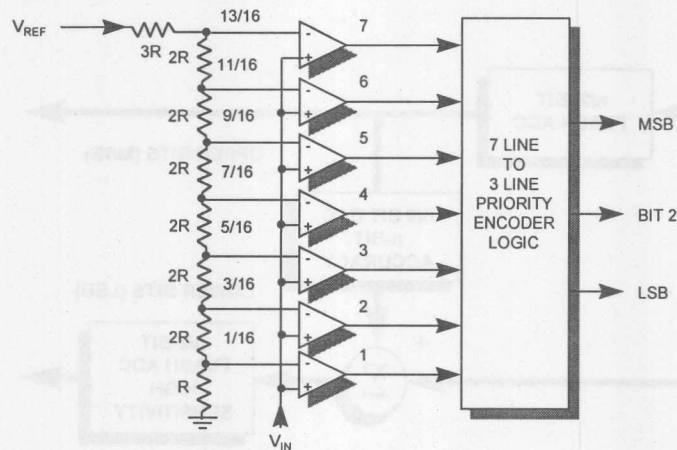 V_REF
3R
13/16
7
2R
11/16
6
2R
9/16
5
2R
7/16
4
2R
5/16
3
2R
3/16
2
2R
1/16
1
R
V_IN
- +
- +
- +
- +
- +
- +
- +
7 LINE
TO
3 LINE
PRIORITY
ENCODER
LOGIC
MSB
BIT 2
LSB